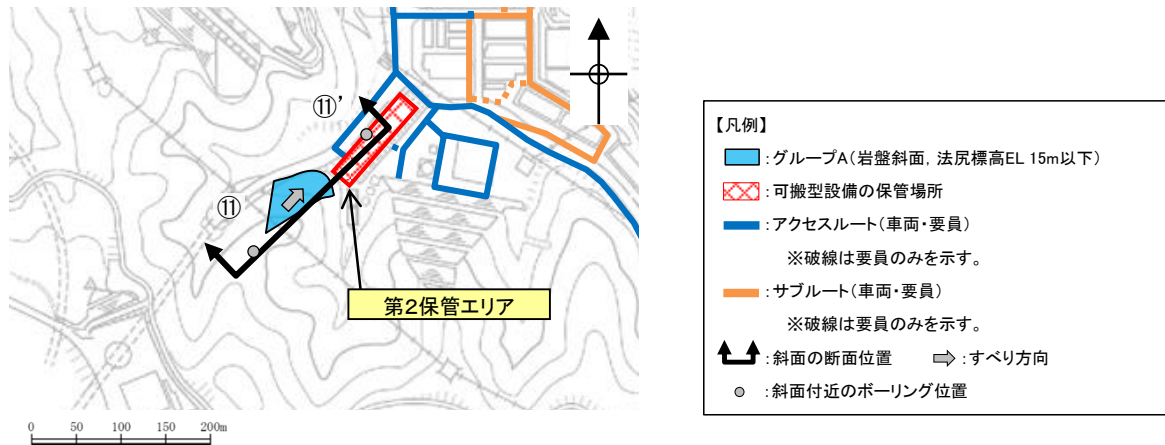 ⑪’
⑪
第2保管エリア
0 50 100 150 200m
【凡例】
:グループA(岩盤斜面, 法尻標高EL 15m以下)
:可搬型設備の保管場所
:アクセスルート(車両・要員)
※破線は要員のみを示す。
:サブルート(車両・要員)
※破線は要員のみを示す。
:斜面の断面位置 :すべり方向
:斜面付近のボーリング位置